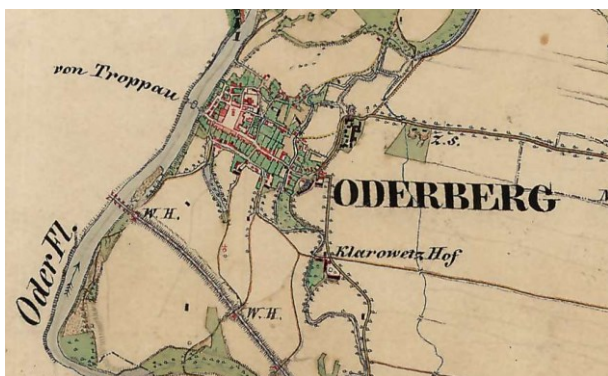 von Troppau
z.s.
ODERBERG
W.H.
Klarowetz Hof
Oder Fl.
W.H.